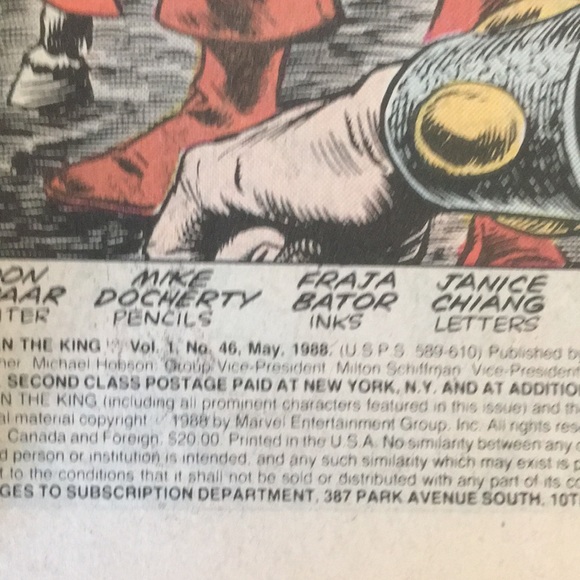 ON MIKE FRAJA JANICE
AAR DOCHERTY BATOR CHIANG
ITER PENCILS INKS LETTERS
N THE KING Vol. 1, No. 46, May, 1988. (U.S.P.S. 589-610) Published b
her Michael Hobson, Group Vice-President Milton Schiffman, Vice-President
SECOND CLASS POSTAGE PAID AT NEW YORK, N.Y. AND AT ADDITIO
N THE KING (including all prominent characters featured in this issue) and th
al material copyright 1988 by Marvel Entertainment Group, Inc. All rights res
Canada and Foreign, $20.00. Printed in the U.S.A. No similarity between any
d person or institution is intended, and any such similarity which may exist is p
t to the conditions that it shall not be sold or distributed with any part of its co
GES TO SUBSCRIPTION DEPARTMENT, 387 PARK AVENUE SOUTH, 10T